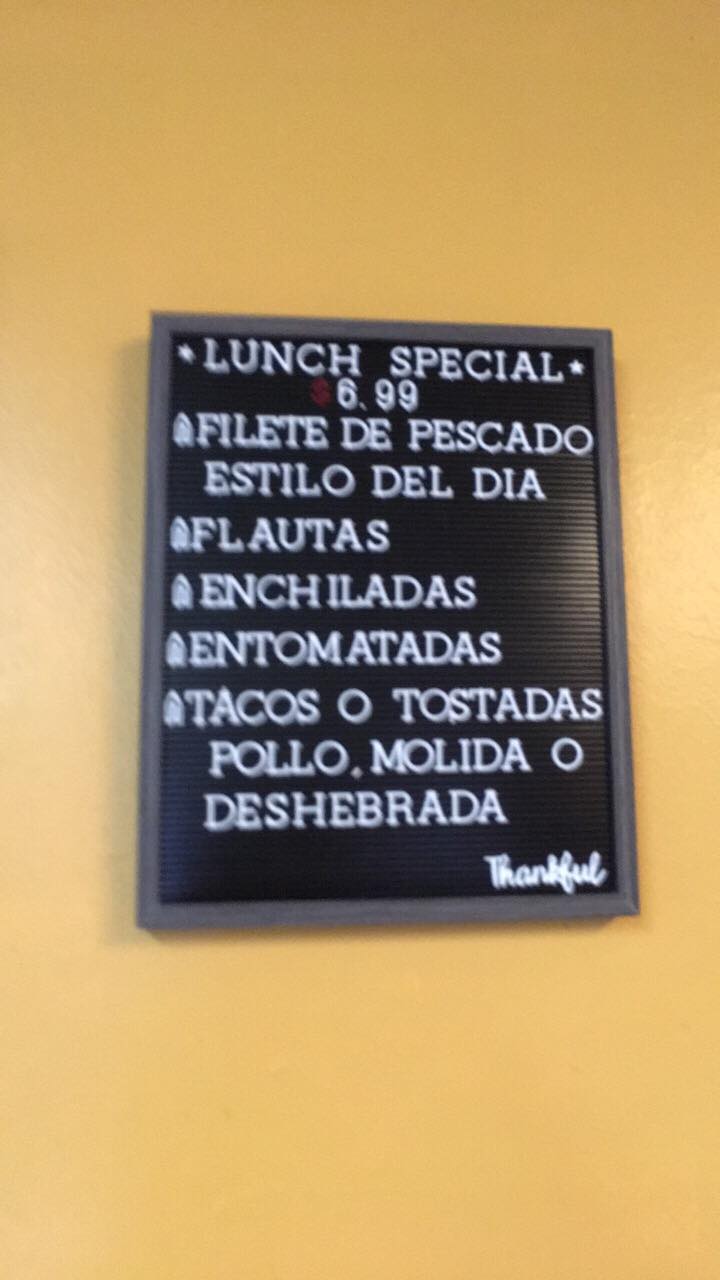 *LUNCH SPECIAL*
$6.99
FILETE DE PESCADO
ESTILO DEL DIA
FLAUTAS
ENCHILADAS
ENTOMATADAS
TACOS O TOSTADAS
POLLO, MOLIDA O
DESHEBRADA
Thankful